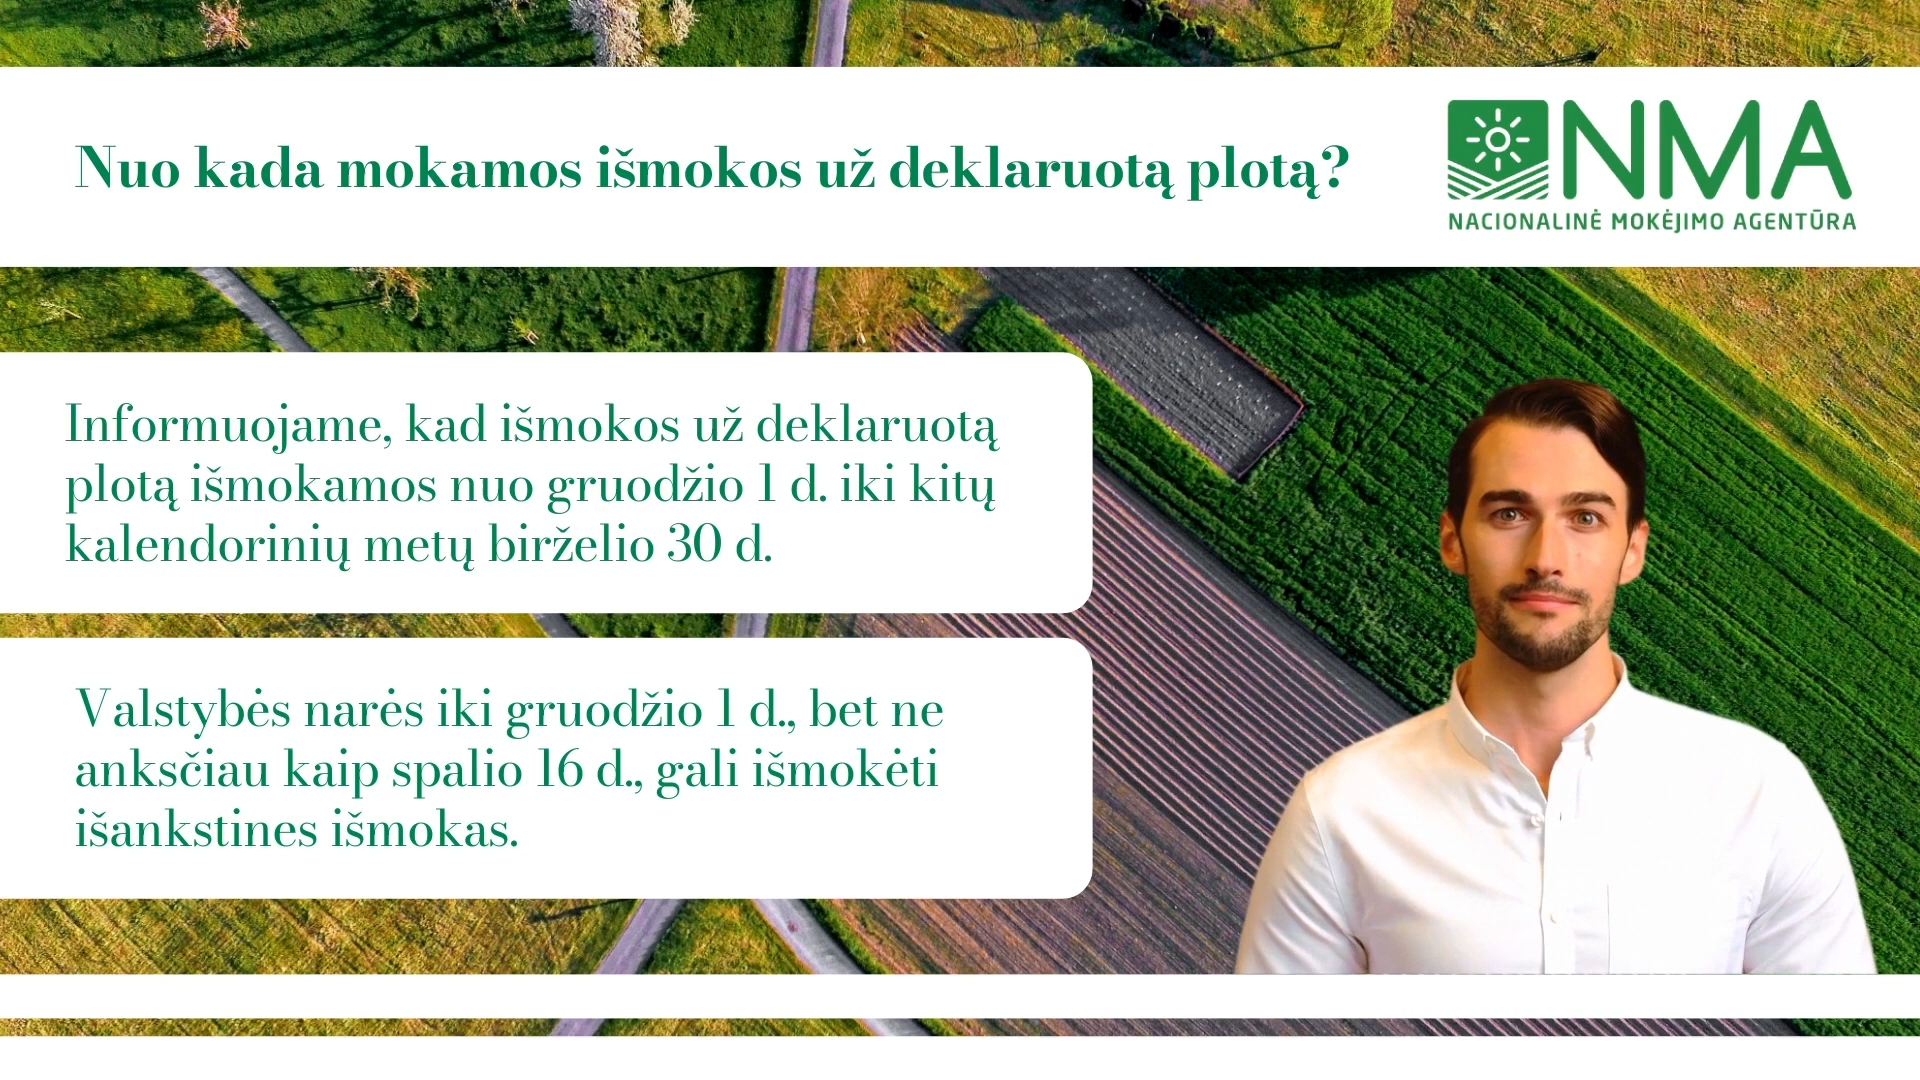 Nuo kada mokamos išmokos už deklaruotą plotą?
NMA
NACIONALINĖ MOKĖJIMO AGENTŪRA
Informuojame, kad išmokos už deklaruotą
plotą išmokamos nuo gruodžio 1 d. iki kitų
kalendorinių metų birželio 30 d.
Valstybės narės iki gruodžio 1 d., bet ne
anksčiau kaip spalio 16 d., gali išmokėti
išankstines išmokas.